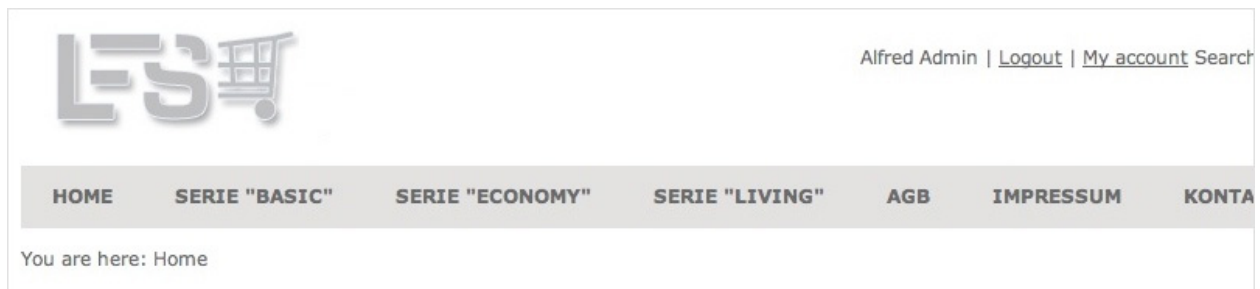 LFS
Alfred Admin | Logout | My account Search
HOME SERIE "BASIC" SERIE "ECONOMY" SERIE "LIVING" AGB IMPRESSUM KONTA
You are here: Home